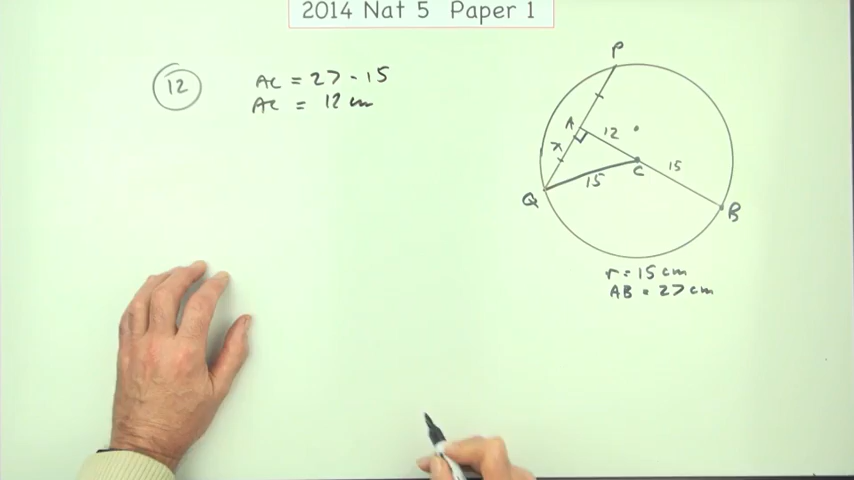 2014 Nat 5 Paper 1
12
AC = 27 - 15
AC = 12 cm
P
A
12
x
15
C
15
Q
B
r = 15 cm
AB = 27 cm